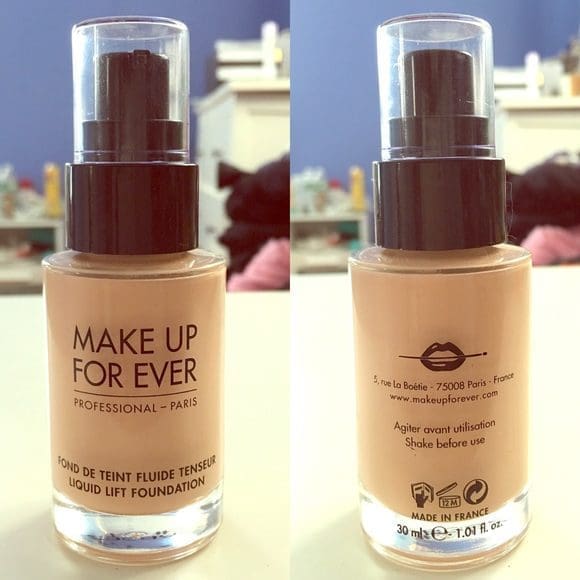 MAKE UP
FOR EVER
PROFESSIONAL – PARIS
FOND DE TEINT FLUIDE TENSEUR
LIQUID LIFT FOUNDATION
5, rue La Boétie - 75008 Paris - France
www.makeupforever.com
Agiter avant utilisation
Shake before use
12M
MADE IN FRANCE
30 ml ℮ - 1.01 fl. oz.